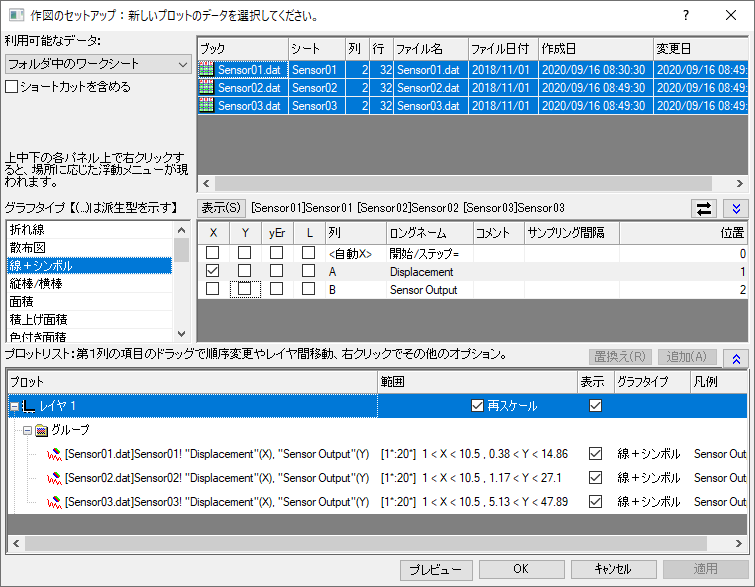 作図のセットアップ：新しいプロットのデータを選択してください。
利用可能なデータ:
フォルダ中のワークシート
ショートカットを含める
上中下の各パネル上で右クリックす
ると、場所に応じた浮動メニューが現
われます。
ブック シート 列 行 ファイル名 ファイル日付 作成日 変更日
Sensor01.dat Sensor01 2 32 Sensor01.dat 2018/11/01 2020/09/16 08:30:30 2020/09/16 08:49:
Sensor02.dat Sensor02 2 32 Sensor02.dat 2018/11/01 2020/09/16 08:49:30 2020/09/16 08:49:
Sensor03.dat Sensor03 2 32 Sensor03.dat 2018/11/01 2020/09/16 08:49:30 2020/09/16 08:49:
グラフタイプ【(...)は派生型を示す】
折れ線
散布図
線＋シンボル
縦棒/横棒
面積
積上げ面積
色付き面積
表示(S) [Sensor01]Sensor01 [Sensor02]Sensor02 [Sensor03]Sensor03
X Y yEr L 列 ロングネーム コメント サンプリング間隔 位置
<自動X> 開始/ステップ= 0
A Displacement 1
B Sensor Output 2
プロットリスト：第1列の項目のドラッグで順序変更やレイヤ間移動、右クリックでその他のオプション。
置換え(R) 追加(A)
プロット 範囲 表示 グラフタイプ 凡例
レイヤ 1 再スケール
グループ
[Sensor01.dat]Sensor01! "Displacement"(X), "Sensor Output"(Y) [1*:20*] 1 < X < 10.5 , 0.38 < Y < 14.86 線＋シンボル Sensor Out
[Sensor02.dat]Sensor02! "Displacement"(X), "Sensor Output"(Y) [1*:20*] 1 < X < 10.5 , 1.17 < Y < 27.1 線＋シンボル Sensor Out
[Sensor03.dat]Sensor03! "Displacement"(X), "Sensor Output"(Y) [1*:20*] 1 < X < 10.5 , 5.13 < Y < 47.89 線＋シンボル Sensor Out
プレビュー OK キャンセル 適用